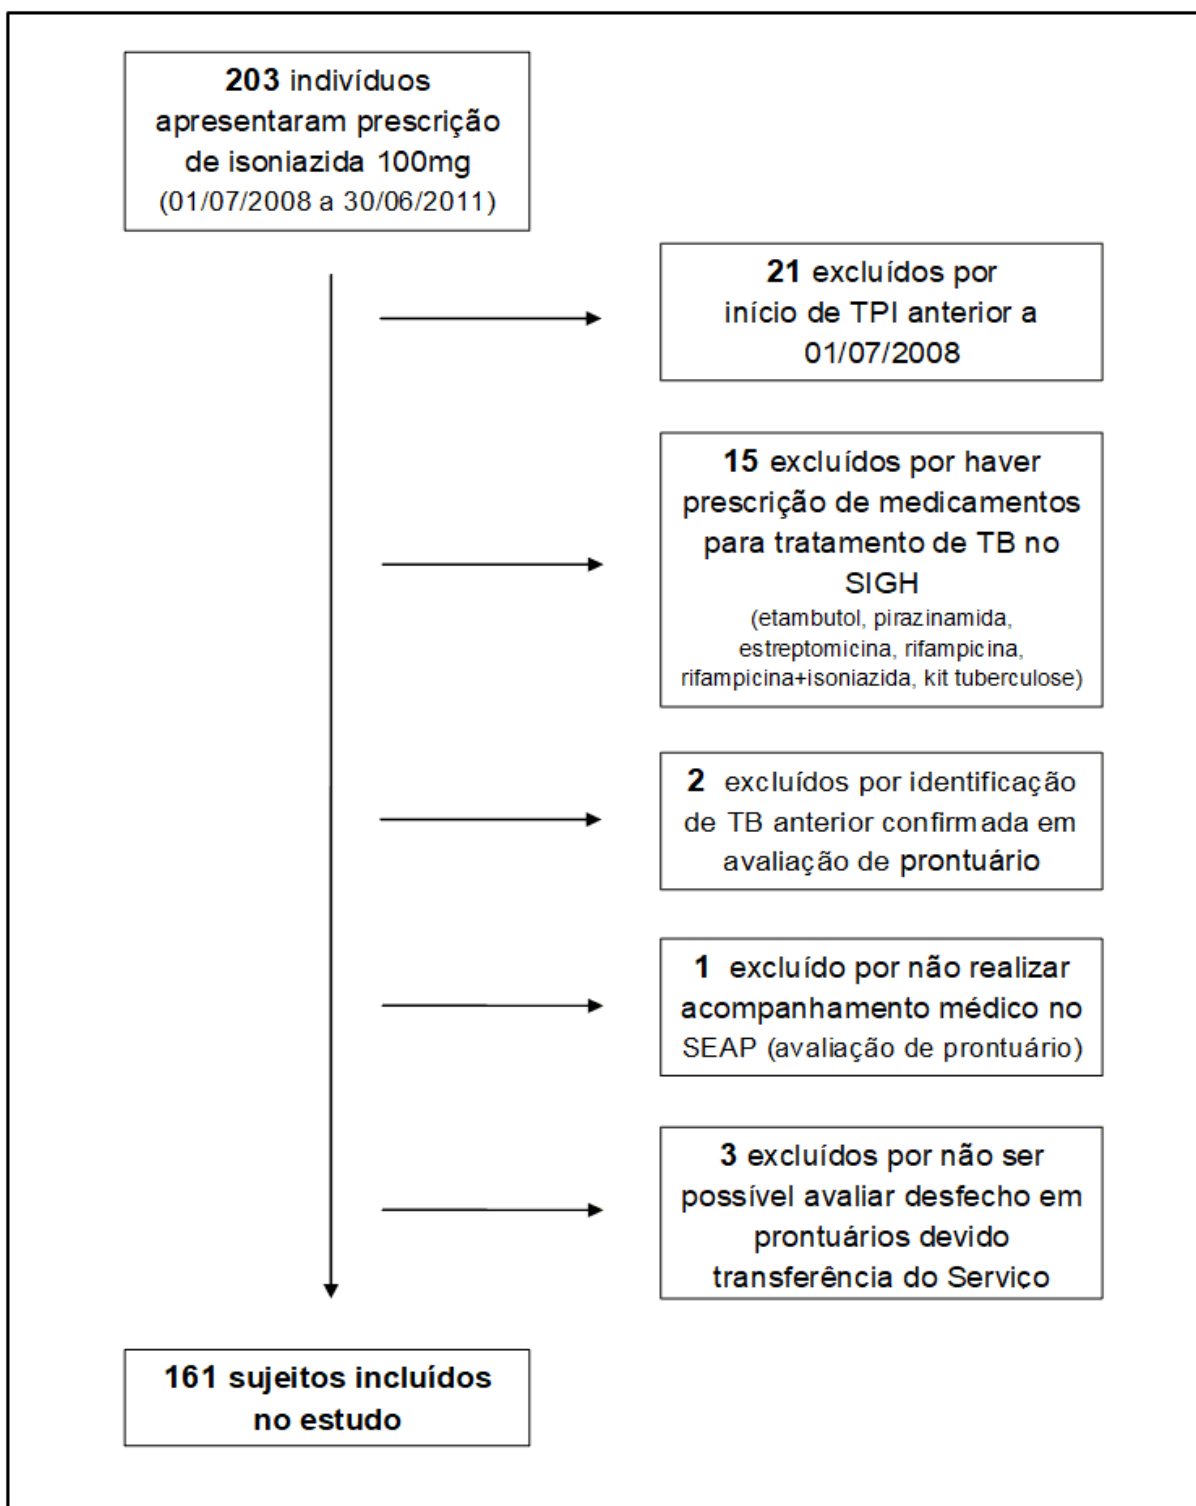 203 indivíduos
apresentaram prescrição
de isoniazida 100mg
(01/07/2008 a 30/06/2011)
21 excluídos por
início de TPI anterior a
01/07/2008
15 excluídos por haver
prescrição de medicamentos
para tratamento de TB no
SIGH
(etambutol, pirazinamida,
estreptomicina, rifampicina,
rifampicina+isoniazida, kit tuberculose)
2 excluídos por identificação
de TB anterior confirmada em
avaliação de prontuário
1 excluído por não realizar
acompanhamento médico no
SEAP (avaliação de prontuário)
3 excluídos por não ser
possível avaliar desfecho em
prontuários devido
transferência do Serviço
161 sujeitos incluídos
no estudo